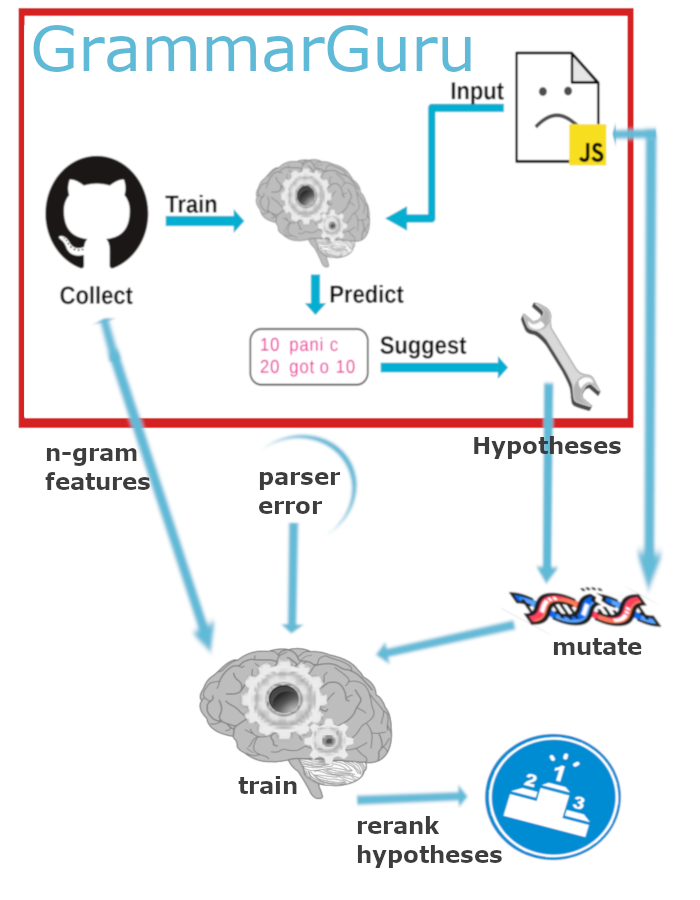 GrammarGuru
Input
JS
Train
Collect
Predict
10 pani c
20 got o 10
Suggest
n-gram
features
parser
error
Hypotheses
mutate
train
2 1 3
rerank
hypotheses